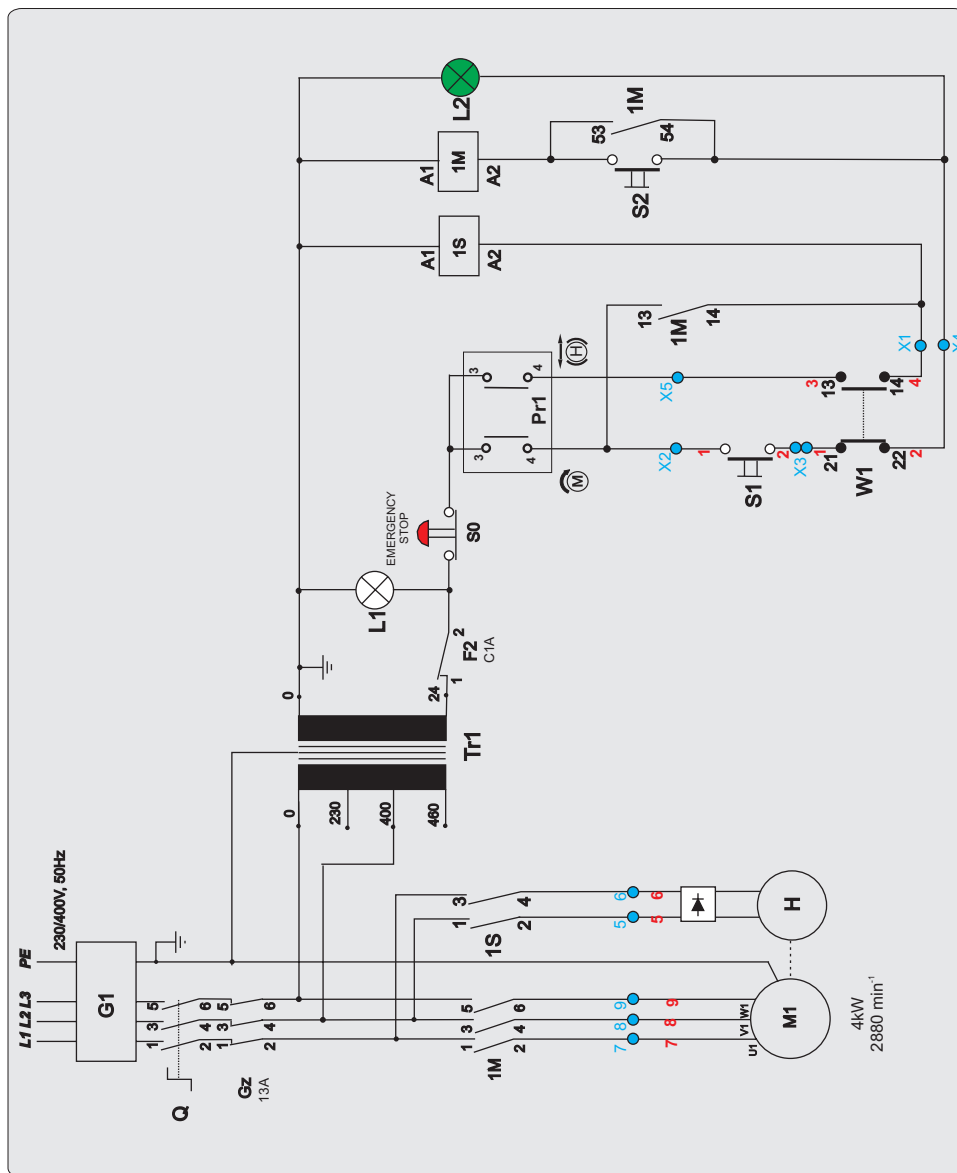 L2
1M
53
54
S2
A1
1M
A2
A1
1S
A2
13
1M
14
X1
X4
3
4
3
4
Pr1
(H)
M
X5
X2
3
13
14
4
1
S1
2
X3
1
21
22
2
W1
EMERGENCY
STOP
S0
L1
2
F2
C1A
1
24
0
Tr1
0
230
400
460
230/400V, 50Hz
PE
L1 L2 L3
G1
1
3
5
2
4
6
Q
1
3
5
2
4
6
Gz
13A
1
3
2
4
1S
5
6
5
6
H
1
3
5
2
4
6
1M
7
8
9
7
8
9
U1
V1
W1
M1
4kW
2880 min⁻¹